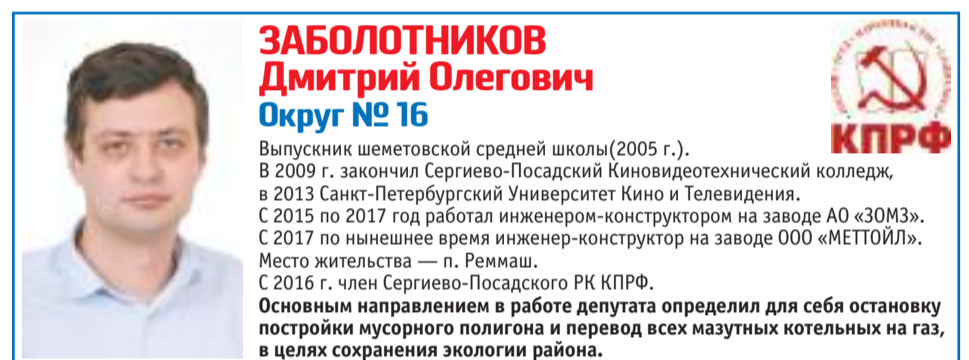 ЗАБОЛОТНИКОВ
Дмитрий Олегович
Округ № 16
КПРФ
Выпускник шеметовской средней школы(2005 г.).
В 2009 г. закончил Сергиево-Посадский Киновидеотехнический колледж,
в 2013 Санкт-Петербургский Университет Кино и Телевидения.
С 2015 по 2017 год работал инженером-конструктором на заводе АО «ЗОМЗ».
С 2017 по нынешнее время инженер-конструктор на заводе ООО «МЕТТОЙЛ».
Место жительства — п. Реммаш.
С 2016 г. член Сергиево-Посадского РК КПРФ.
Основным направлением в работе депутата определил для себя остановку
постройки мусорного полигона и перевод всех мазутных котельных на газ,
в целях сохранения экологии района.